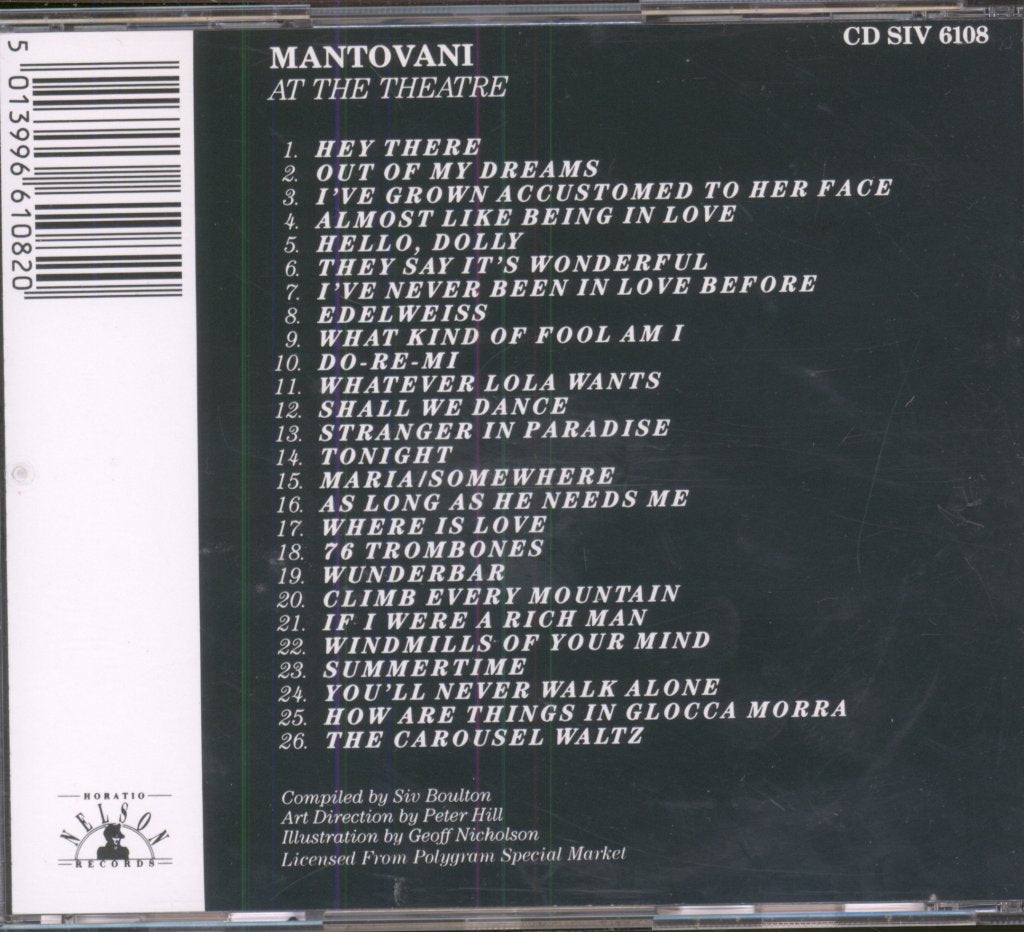 MANTOVANI
AT THE THEATRE
CD SIV 6108
1. HEY THERE
2. OUT OF MY DREAMS
3. I'VE GROWN ACCUSTOMED TO HER FACE
4. ALMOST LIKE BEING IN LOVE
5. HELLO, DOLLY
6. THEY SAY IT'S WONDERFUL
7. I'VE NEVER BEEN IN LOVE BEFORE
8. EDELWEISS
9. WHAT KIND OF FOOL AM I
10. DO-RE-MI
11. WHATEVER LOLA WANTS
12. SHALL WE DANCE
13. STRANGER IN PARADISE
14. TONIGHT
15. MARIA/SOMEWHERE
16. AS LONG AS HE NEEDS ME
17. WHERE IS LOVE
18. 76 TROMBONES
19. WUNDERBAR
20. CLIMB EVERY MOUNTAIN
21. IF I WERE A RICH MAN
22. WINDMILLS OF YOUR MIND
23. SUMMERTIME
24. YOU'LL NEVER WALK ALONE
25. HOW ARE THINGS IN GLOCCA MORRA
26. THE CAROUSEL WALTZ
Compiled by Siv Boulton
Art Direction by Peter Hill
Illustration by Geoff Nicholson
Licensed From Polygram Special Market
5 013996 610820
HORATIO
NELSON
RECORDS